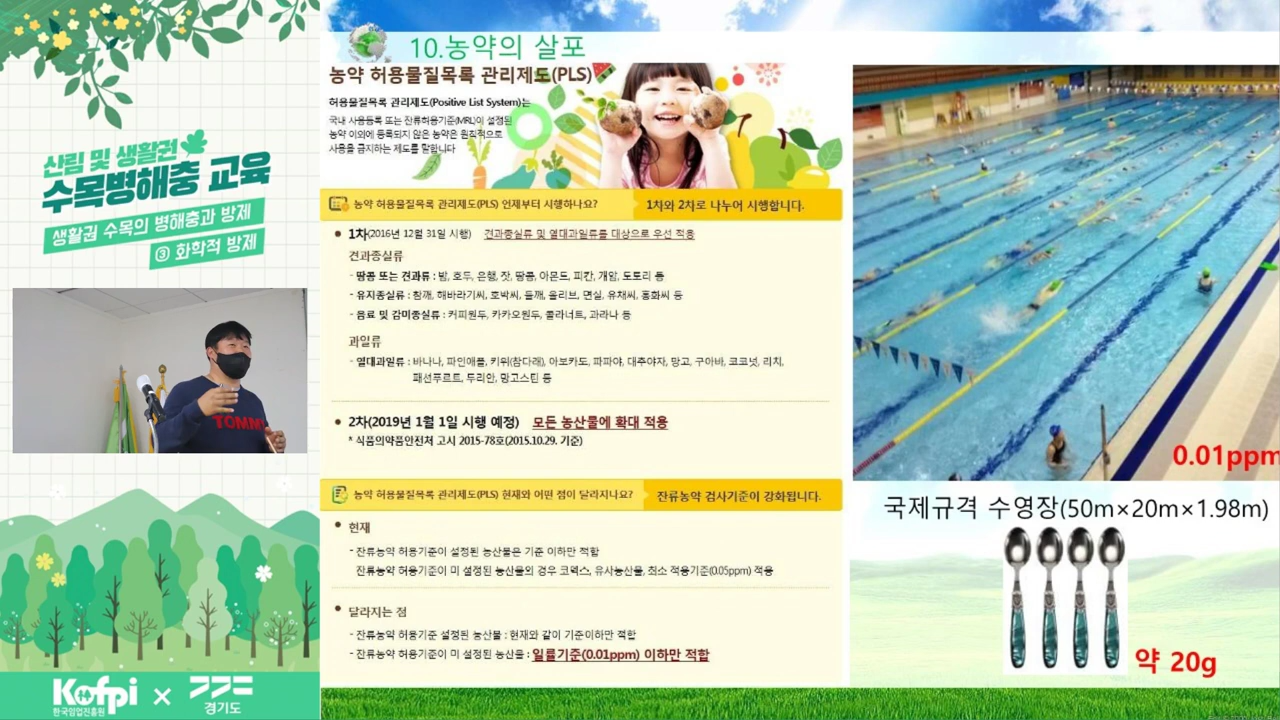 산림 및 생활권
수목병해충 교육
생활권 수목의 병해충과 방제
③ 화학적 방제
TOMM
Kofpi
한국임업진흥원
×
경기도
10.농약의 살포
농약 허용물질목록 관리제도(PLS)
허용물질목록 관리제도(Positive List System)는
국내 사용등록 또는 잔류허용기준(MRL)이 설정된
농약 이외에 등록되지 않은 농약은 원칙적으로
사용을 금지하는 제도를 말합니다
농약 허용물질목록 관리제도(PLS) 언제부터 시행하나요?
1차와 2차로 나누어 시행합니다.
• 1차(2016년 12월 31일 시행) 견과종실류 및 열대과일류를 대상으로 우선 적용
견과종실류
- 땅콩 또는 견과류 : 밤, 호두, 은행, 잣, 땅콩, 아몬드, 피칸, 개암, 도토리 등
- 유지종실류 : 참깨, 해바라기씨, 호박씨, 들깨, 올리브, 면실, 유채씨, 홍화씨 등
- 음료 및 감미종실류 : 커피원두, 카카오원두, 콜라너트, 과라나 등
과일류
- 열대과일류 : 바나나, 파인애플, 키위(참다래), 아보카도, 파파야, 대추야자, 망고, 구아바, 코코넛, 리치,
패션푸르트, 두리안, 망고스틴 등
• 2차(2019년 1월 1일 시행 예정) 모든 농산물에 확대 적용
* 식품의약품안전처 고시 2015-78호(2015.10.29. 기준)
농약 허용물질목록 관리제도(PLS) 현재와 어떤 점이 달라지나요?
잔류농약 검사기준이 강화됩니다.
• 현재
- 잔류농약 허용기준이 설정된 농산물은 기준 이하만 적합
잔류농약 허용기준이 미 설정된 농산물의 경우 코덱스, 유사농산물, 최소 적용기준(0.05ppm) 적용
• 달라지는 점
- 잔류농약 허용기준 설정된 농산물 : 현재와 같이 기준이하만 적합
- 잔류농약 허용기준이 미 설정된 농산물 : 일률기준(0.01ppm) 이하만 적합
0.01ppm
국제규격 수영장(50m×20m×1.98m)
약 20g